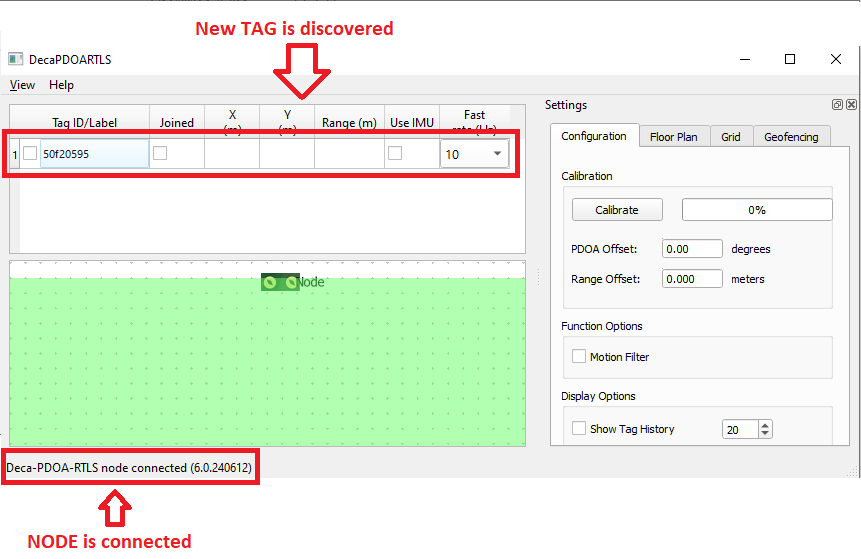 New TAG is discovered
DecaPDOARTLS
View Help
Tag ID/Label Joined X (m) Y (m) Range (m) Use IMU Fast rate (Hz)
1 50f20595 10
Node
Deca-PDOA-RTLS node connected (6.0.240612)
NODE is connected
Settings
Configuration Floor Plan Grid Geofencing
Calibration
Calibrate 0%
PDOA Offset: 0.00 degrees
Range Offset: 0.000 meters
Function Options
Motion Filter
Display Options
Show Tag History 20